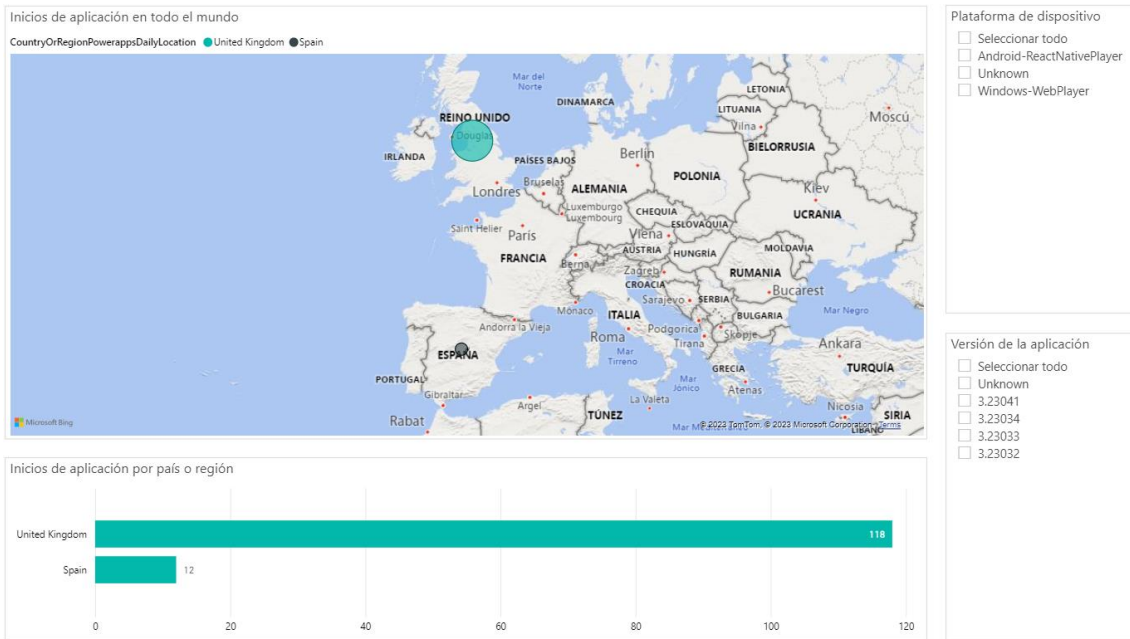 Inicios de aplicación en todo el mundo
CountryOrRegionPowerappsDailyLocation United Kingdom Spain
Mar del
Norte
DINAMARCA
LETONIA
LITUANIA
Moscú
REINO UNIDO
Vilna
Douglas
BIELORRUSIA
IRLANDA
PAÍSES BAJOS
Berlín
Londres
Bruselas
ALEMANIA
POLONIA
Kiev
Luxemburgo
Luxembourg
CHEQUIA
UCRANIA
ESLOVAQUIA
Saint Helier
París
Viena
AUSTRIA
HUNGRÍA
MOLDAVIA
FRANCIA
Berna
Zagreb
RUMANIA
CROACIA
Bucarest
Sarajevo
SERBIA
Mónaco
ITALIA
BULGARIA
Mar Negro
Andorra la Vieja
Roma
Podgorica
Skopje
Tirana
Ankara
ESPAÑA
Mar
Tirreno
GRECIA
TURQUÍA
PORTUGAL
Mar
Jónico
Atenas
Gibraltar
Argel
La Valeta
Nicosia
Rabat
TÚNEZ
SIRIA
LÍBANO
Microsoft Bing
© 2023 TomTom, © 2023 Microsoft Corporation Terms
Inicios de aplicación por país o región
United Kingdom 118
Spain 12
0 20 40 60 80 100 120
Plataforma de dispositivo
Seleccionar todo
Android-ReactNativePlayer
Unknown
Windows-WebPlayer
Versión de la aplicación
Seleccionar todo
Unknown
3.23041
3.23034
3.23033
3.23032